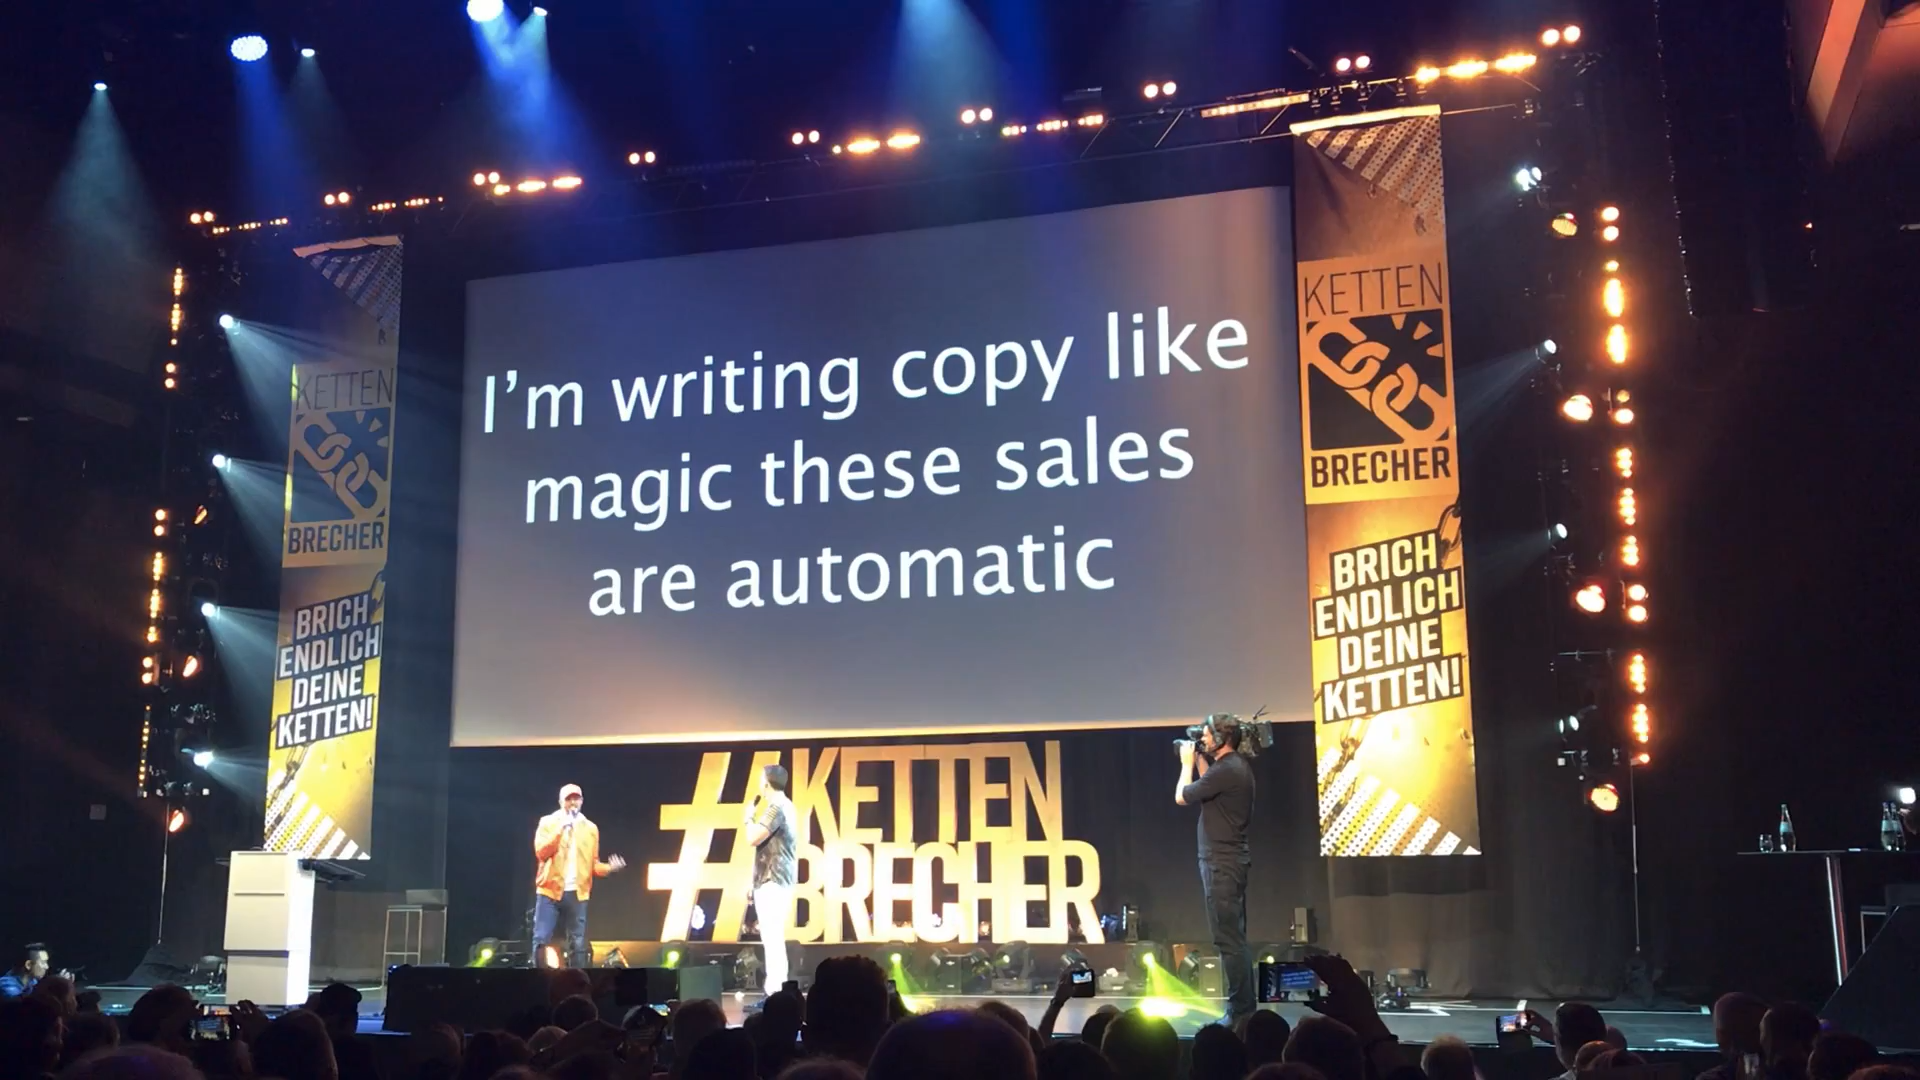 I'm writing copy like
magic these sales
are automatic
KETTEN
BRECHER
BRICH
ENDLICH
DEINE
KETTEN!
KETTEN
BRECHER
BRICH
ENDLICH
DEINE
KETTEN!
#KETTEN
BRECHER